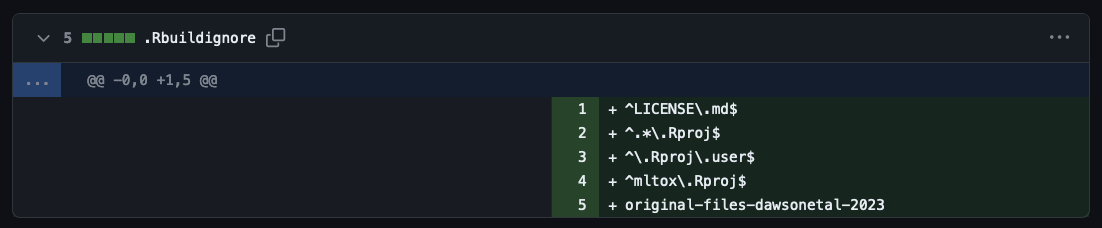 5 .Rbuildignore
...
... @@ -0,0 +1,5 @@
1 + ^LICENSE\.md$
2 + ^.*\.Rproj$
3 + ^\.Rproj\.user$
4 + ^mltox\.Rproj$
5 + original-files-dawsonetal-2023